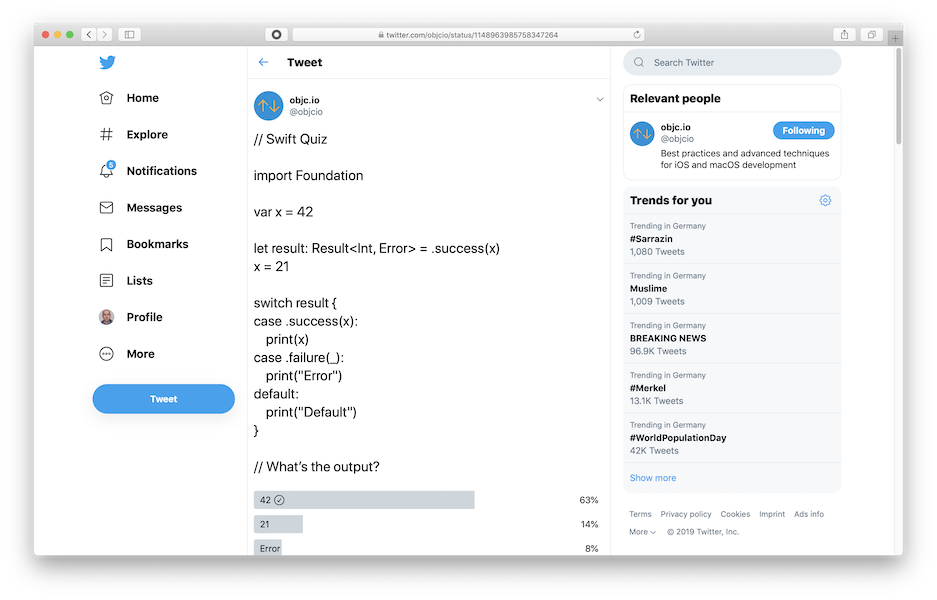 twitter.com/objcio/status/1148963985758347264
Home
Explore
6
Notifications
Messages
Bookmarks
Lists
Profile
More
Tweet
Tweet
objc.io
@objcio
// Swift Quiz
import Foundation
var x = 42
let result: Result<Int, Error> = .success(x)
x = 21
switch result {
case .success(x):
print(x)
case .failure(_):
print("Error")
default:
print("Default")
}
// What’s the output?
42 63%
21 14%
Error 8%
Search Twitter
Relevant people
objc.io
@objcio
Following
Best practices and advanced techniques
for iOS and macOS development
Trends for you
Trending in Germany
#Sarrazin
1,080 Tweets
Trending in Germany
Muslime
1,009 Tweets
Trending in Germany
BREAKING NEWS
96.9K Tweets
Trending in Germany
#Merkel
13.1K Tweets
Trending in Germany
#WorldPopulationDay
42K Tweets
Show more
Terms Privacy policy Cookies Imprint Ads info
More © 2019 Twitter, Inc.